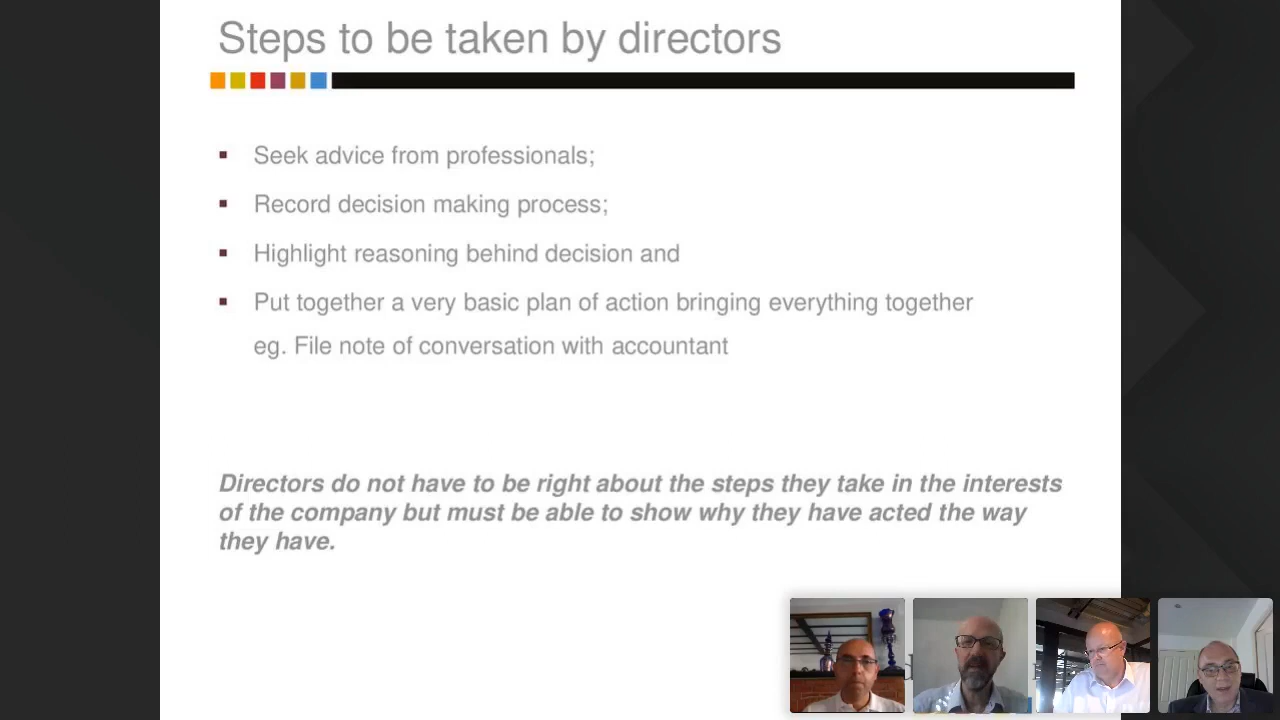 Steps to be taken by directors
Seek advice from professionals;
Record decision making process;
Highlight reasoning behind decision and
Put together a very basic plan of action bringing everything together
eg. File note of conversation with accountant
Directors do not have to be right about the steps they take in the interests
of the company but must be able to show why they have acted the way
they have.